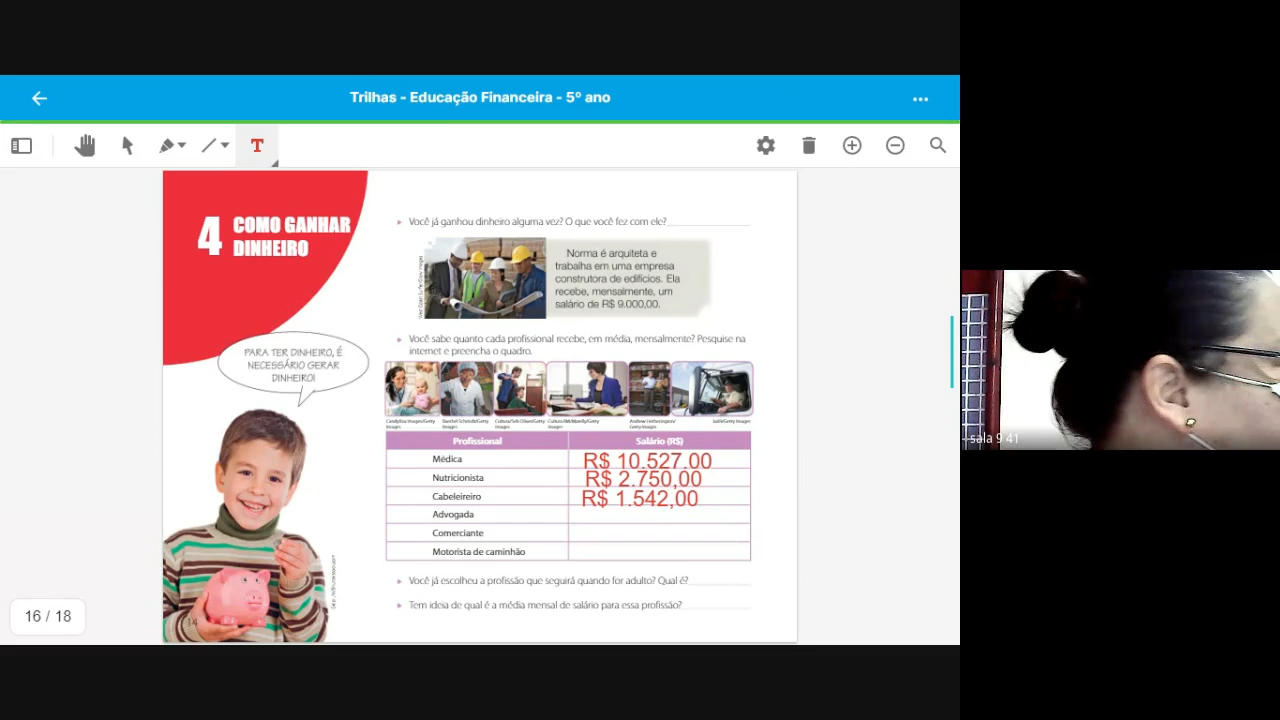 Trilhas - Educação Financeira - 5º ano
T
4 COMO GANHAR
DINHEIRO
Você já ganhou dinheiro alguma vez? O que você fez com ele?
Norma é arquiteta e
trabalha em uma empresa
construtora de edifícios. Ela
recebe, mensalmente, um
salário de R$ 9.000,00.
PARA TER DINHEIRO, É
NECESSÁRIO GERAR
DINHEIRO!
Você sabe quanto cada profissional recebe, em média, mensalmente? Pesquise na
internet e preencha o quadro.
Profissional Salário (R$)
Médica R$ 10.527.00
Nutricionista R$ 2.750,00
Cabeleireiro R$ 1.542,00
Advogada
Comerciante
Motorista de caminhão
Você já escolheu a profissão que seguirá quando for adulto? Qual é?
Tem ideia de qual é a média mensal de salário para essa profissão?
14
16 / 18
sala 9 41